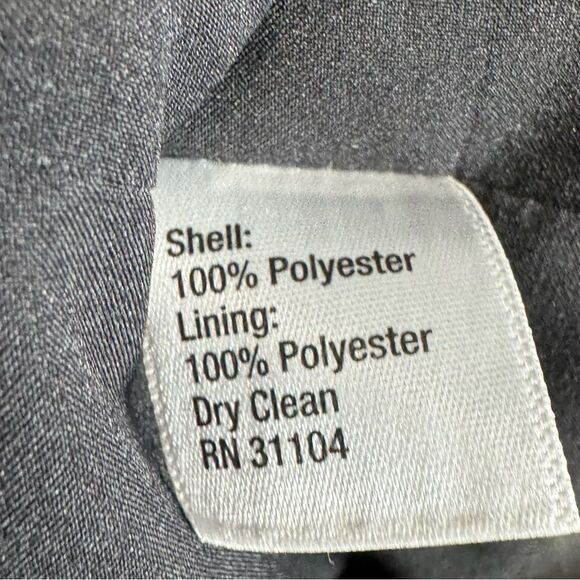 Shell:
100% Polyester
Lining:
100% Polyester
Dry Clean
RN 31104